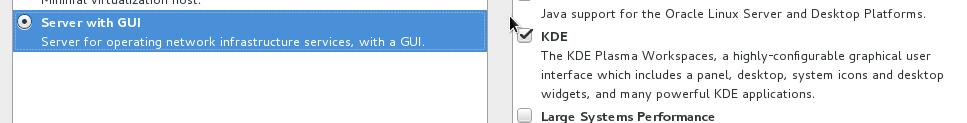 Minimal virtualization host.
Server with GUI
Server for operating network infrastructure services, with a GUI.
Java support for the Oracle Linux Server and Desktop Platforms.
KDE
The KDE Plasma Workspaces, a highly-configurable graphical user
interface which includes a panel, desktop, system icons and desktop
widgets, and many powerful KDE applications.
Large Systems Performance